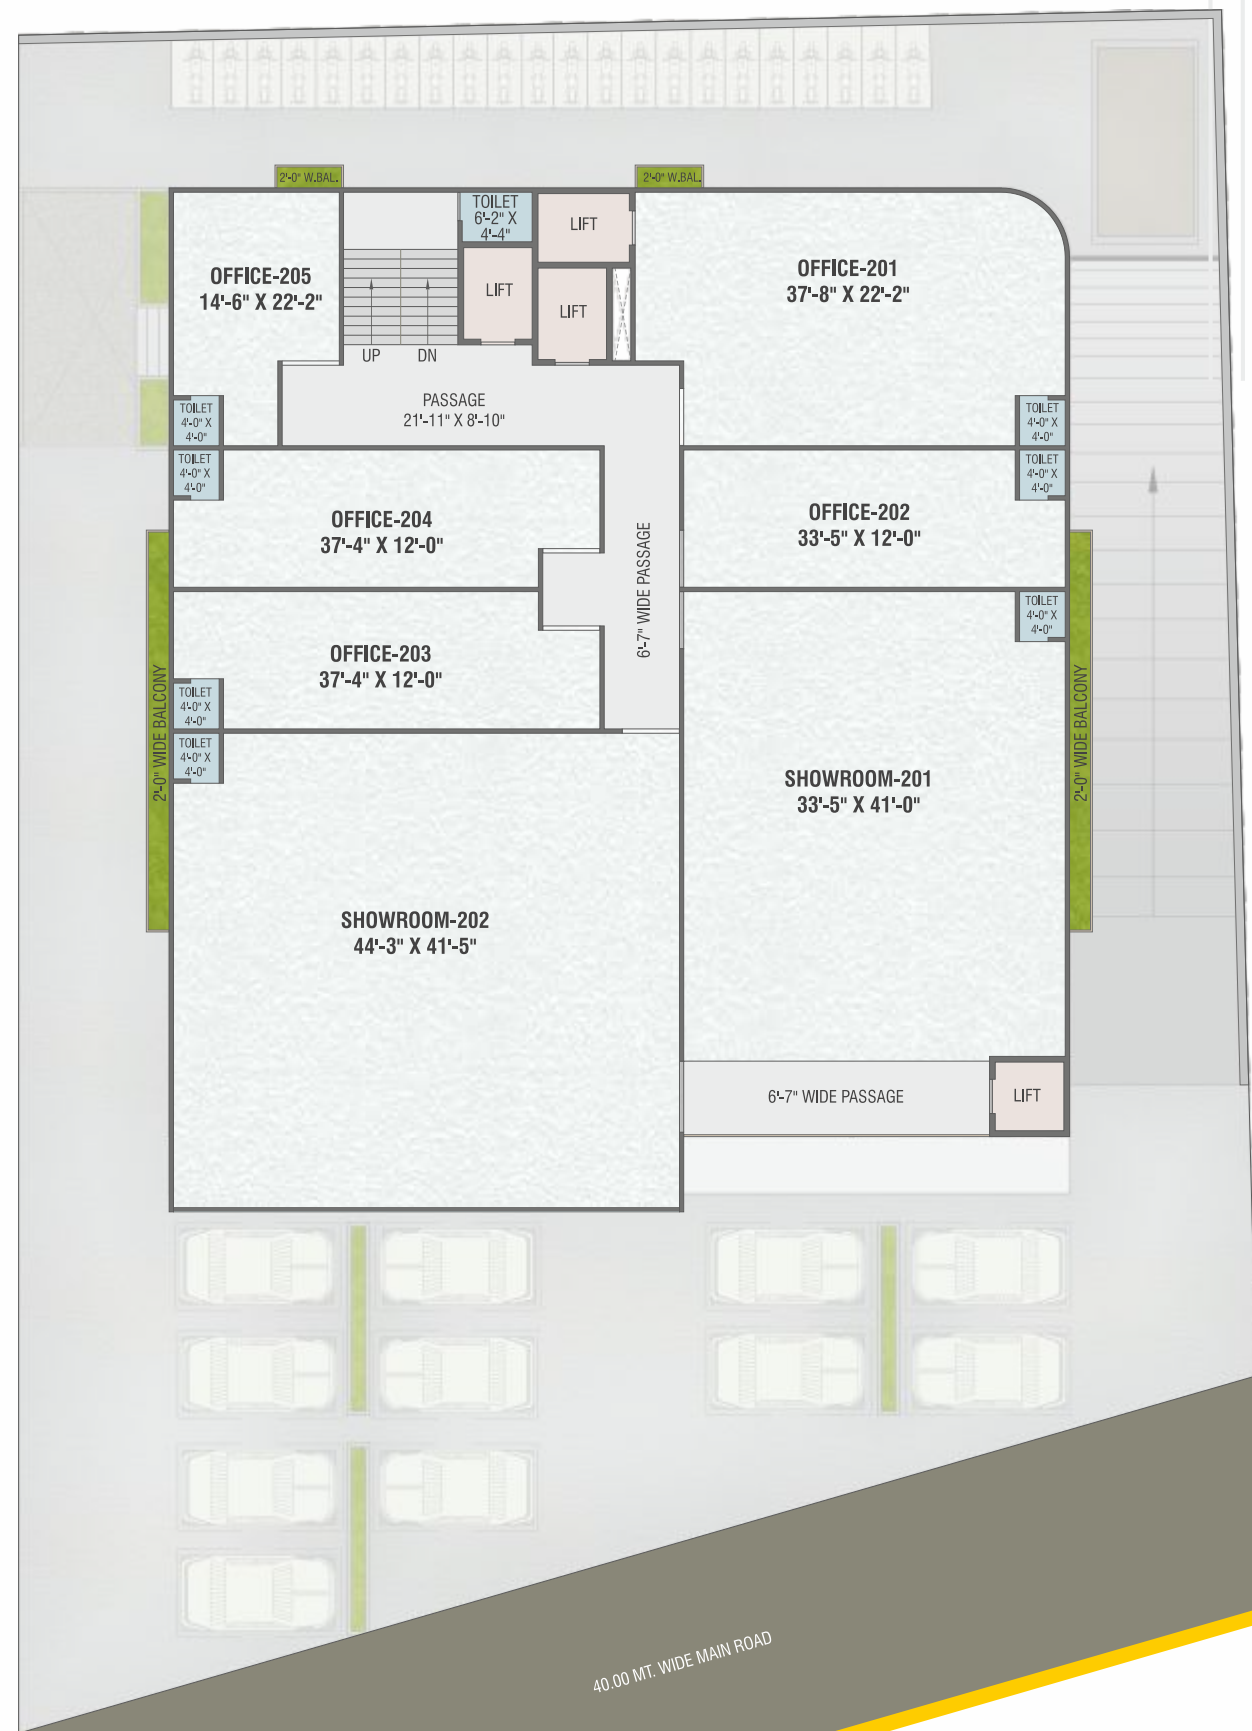 2'-0" W.BAL.
2'-0" W.BAL.
TOILET
6'-2" X
4'-4"
LIFT
LIFT
LIFT
OFFICE-205
14'-6" X 22'-2"
OFFICE-201
37'-8" X 22'-2"
UP
DN
PASSAGE
21'-11" X 8'-10"
TOILET
4'-0" X
4'-0"
TOILET
4'-0" X
4'-0"
TOILET
4'-0" X
4'-0"
TOILET
4'-0" X
4'-0"
OFFICE-204
37'-4" X 12'-0"
OFFICE-202
33'-5" X 12'-0"
6'-7" WIDE PASSAGE
TOILET
4'-0" X
4'-0"
OFFICE-203
37'-4" X 12'-0"
TOILET
4'-0" X
4'-0"
TOILET
4'-0" X
4'-0"
2'-0" WIDE BALCONY
2'-0" WIDE BALCONY
SHOWROOM-201
33'-5" X 41'-0"
SHOWROOM-202
44'-3" X 41'-5"
6'-7" WIDE PASSAGE
LIFT
40.00 MT. WIDE MAIN ROAD